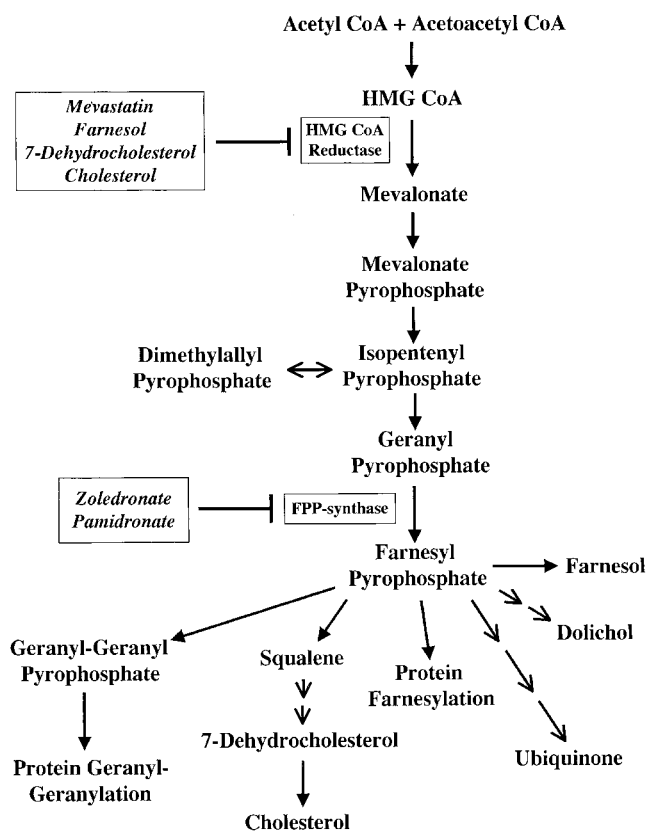 Acetyl CoA + Acetoacetyl CoA
HMG CoA
Mevastatin
Farnesol
7-Dehydrocholesterol
Cholesterol
HMG CoA
Reductase
Mevalonate
Mevalonate
Pyrophosphate
Dimethylallyl
Pyrophosphate
Isopentenyl
Pyrophosphate
Geranyl
Pyrophosphate
Zoledronate
Pamidronate
FPP-synthase
Farnesyl
Pyrophosphate
Farnesol
Dolichol
Geranyl-Geranyl
Pyrophosphate
Squalene
Protein
Farnesylation
Ubiquinone
7-Dehydrocholesterol
Protein Geranyl-
Geranylation
Cholesterol